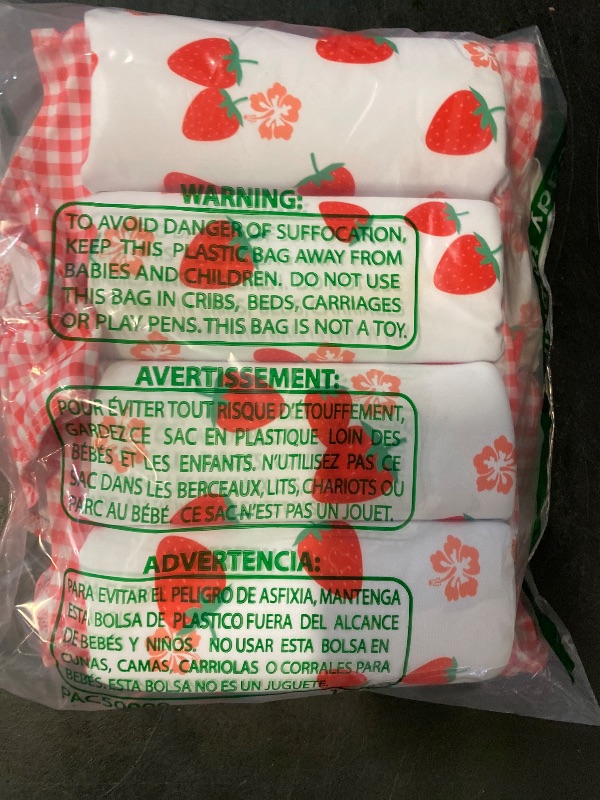 WARNING:
TO AVOID DANGER OF SUFFOCATION,
KEEP THIS PLASTIC BAG AWAY FROM
BABIES AND CHILDREN. DO NOT USE
THIS BAG IN CRIBS, BEDS, CARRIAGES
OR PLAY PENS. THIS BAG IS NOT A TOY.
AVERTISSEMENT:
POUR ÉVITER TOUT RISQUE D'ÉTOUFFEMENT,
GARDEZ CE SAC EN PLASTIQUE LOIN DES
BÉBÉS ET LES ENFANTS. N'UTILISEZ PAS CE
SAC DANS LES BERCEAUX, LITS, CHARIOTS OU
PARC AU BÉBÉ CE SAC N'EST PAS UN JOUET.
ADVERTENCIA:
PARA EVITAR EL PELIGRO DE ASFIXIA, MANTENGA
ESTA BOLSA DE PLASTICO FUERA DEL ALCANCE
DE BEBÉS Y NIÑOS. NO USAR ESTA BOLSA EN
CUNAS, CAMAS, CARRIOLAS O CORRALES PARA
BEBÉS. ESTA BOLSA NO ES UN JUGUETE.